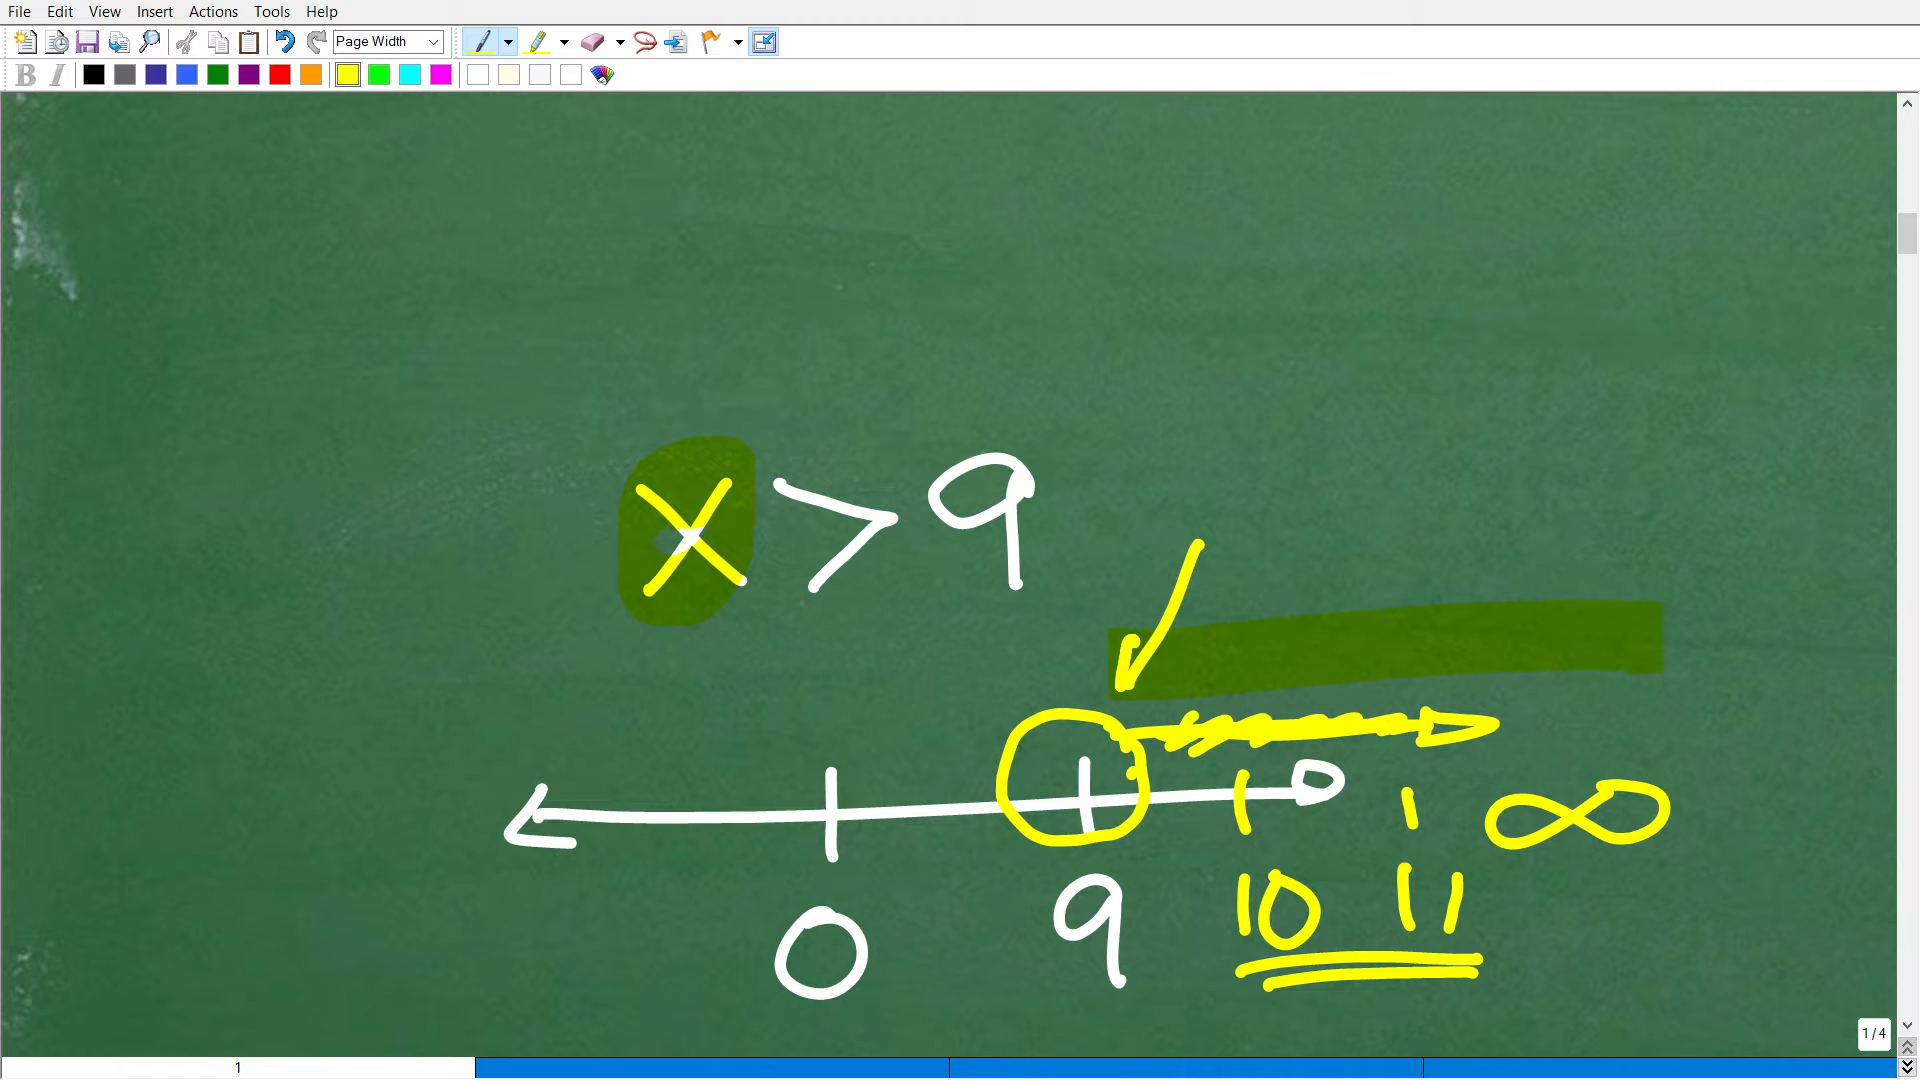 File Edit View Insert Actions Tools Help
Page Width
B I
x > 9
∞
0 9 10 11
1 / 4
1